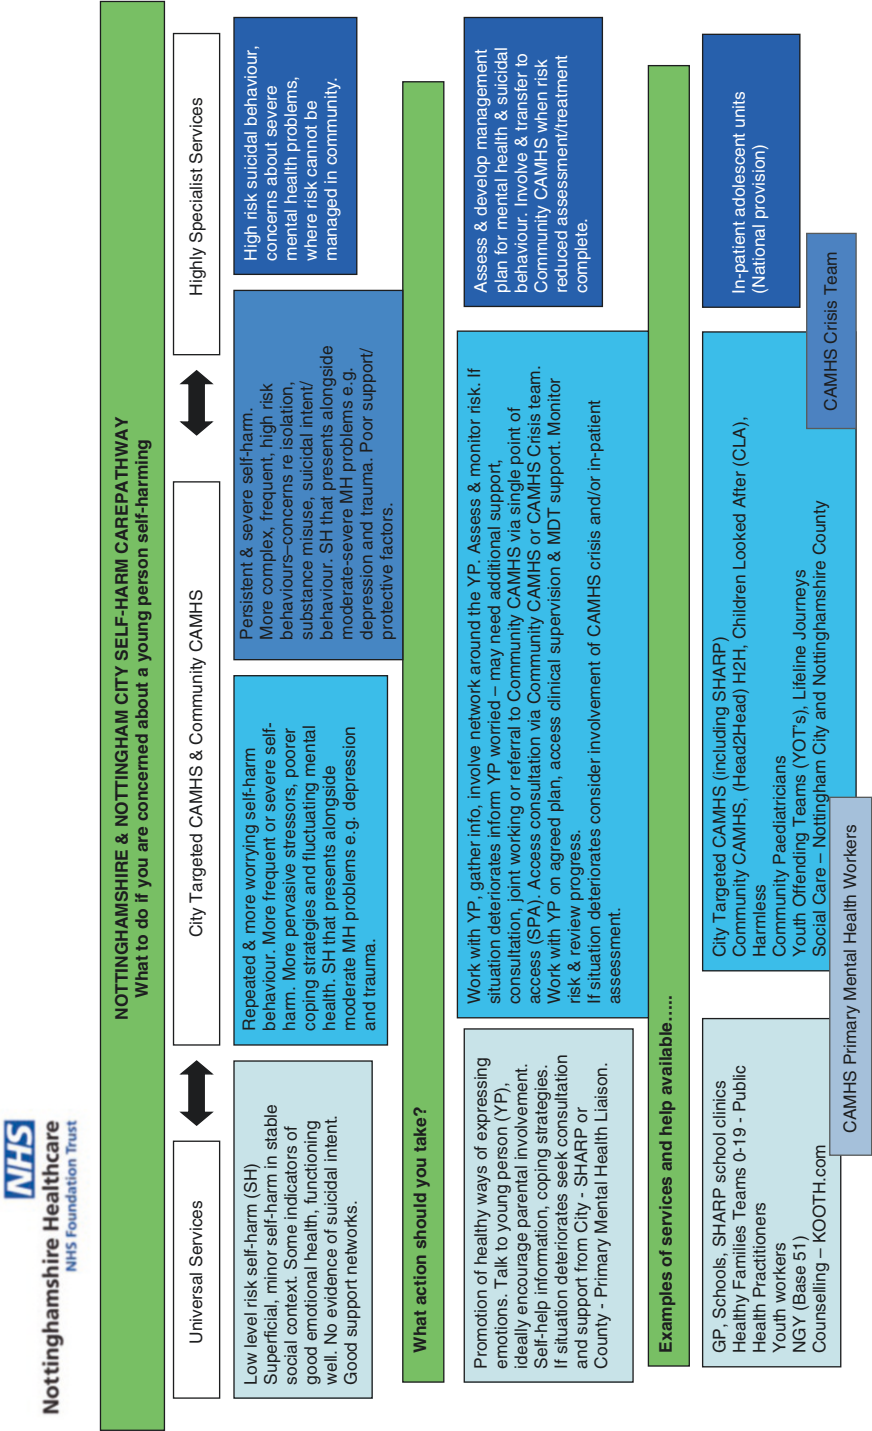 NHS
Nottinghamshire Healthcare
NHS Foundation Trust
NOTTINGHAMSHIRE & NOTTINGHAM CITY SELF-HARM CAREPATHWAY
What to do if you are concerned about a young person self-harming
Universal Services
City Targeted CAMHS & Community CAMHS
Highly Specialist Services
Low level risk self-harm (SH)
Superficial, minor self-harm in stable
social context. Some indicators of
good emotional health, functioning
well. No evidence of suicidal intent.
Good support networks.
Repeated & more worrying self-harm
behaviour. More frequent or severe self-
harm. More pervasive stressors, poorer
coping strategies and fluctuating mental
health. SH that presents alongside
moderate MH problems e.g. depression
and trauma.
Persistent & severe self-harm.
More complex, frequent, high risk
behaviours–concerns re isolation,
substance misuse, suicidal intent/
behaviour. SH that presents alongside
moderate-severe MH problems e.g.
depression and trauma. Poor support/
protective factors.
High risk suicidal behaviour,
concerns about severe
mental health problems,
where risk cannot be
managed in community.
What action should you take?
Promotion of healthy ways of expressing
emotions. Talk to young person (YP),
ideally encourage parental involvement.
Self-help information, coping strategies.
If situation deteriorates seek consultation
and support from City - SHARP or
County - Primary Mental Health Liaison.
Work with YP, gather info, involve network around the YP. Assess & monitor risk. If
situation deteriorates inform YP worried – may need additional support,
consultation, joint working or referral to Community CAMHS via single point of
access (SPA). Access consultation via Community CAMHS or CAMHS Crisis team.
Work with YP on agreed plan, access clinical supervision & MDT support. Monitor
risk & review progress.
If situation deteriorates consider involvement of CAMHS crisis and/or in-patient
assessment.
Assess & develop management
plan for mental health & suicidal
behaviour. Involve & transfer to
Community CAMHS when risk
reduced assessment/treatment
complete.
Examples of services and help available.....
GP, Schools, SHARP school clinics
Healthy Families Teams 0-19 - Public
Health Practitioners
Youth workers
NGY (Base 51)
Counselling – KOOTH.com
CAMHS Primary Mental Health Workers
City Targeted CAMHS (including SHARP)
Community CAMHS, (Head2Head) H2H, Children Looked After (CLA),
Harmless
Community Paediatricians
Youth Offending Teams (YOT's), Lifeline Journeys
Social Care – Nottingham City and Nottinghamshire County
CAMHS Crisis Team
In-patient adolescent units
(National provision)